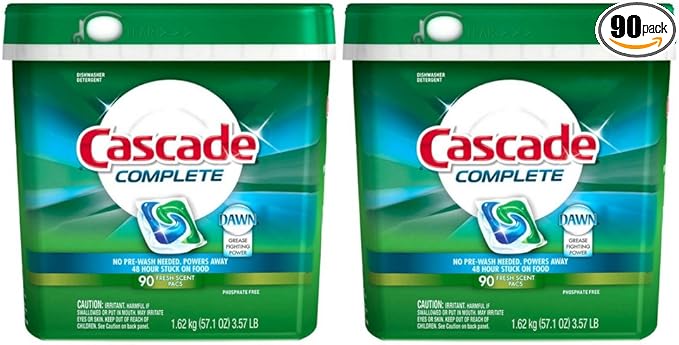 90 pack
DISHWASHER
DETERGENT
Cascade
COMPLETE
DAWN
GREASE
FIGHTING
POWER
NO PRE-WASH NEEDED. POWERS AWAY
48 HOUR STUCK ON FOOD
90 FRESH SCENT
PACS
PHOSPHATE FREE
CAUTION: IRRITANT. HARMFUL IF
SWALLOWED OR PUT IN MOUTH. MAY IRRITATE
EYES OR SKIN. KEEP OUT OF REACH OF
CHILDREN. See Caution on back panel.
1.62 kg (57.1 OZ) 3.57 LB
DISHWASHER
DETERGENT
Cascade
COMPLETE
DAWN
GREASE
FIGHTING
POWER
NO PRE-WASH NEEDED. POWERS AWAY
48 HOUR STUCK ON FOOD
90 FRESH SCENT
PACS
PHOSPHATE FREE
CAUTION: IRRITANT. HARMFUL IF
SWALLOWED OR PUT IN MOUTH. MAY IRRITATE
EYES OR SKIN. KEEP OUT OF REACH OF
CHILDREN. See Caution on back panel.
1.62 kg (57.1 OZ) 3.57 LB